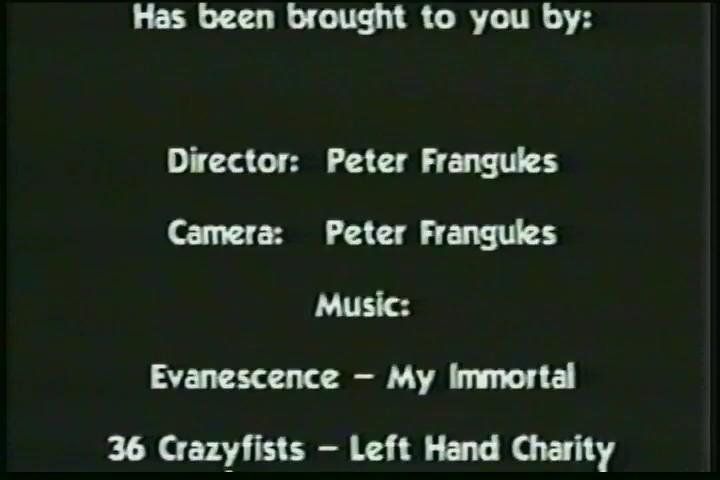 Has been brought to you by:
Director: Peter Frangules
Camera: Peter Frangules
Music:
Evanescence - My Immortal
36 Crazyfists - Left Hand Charity